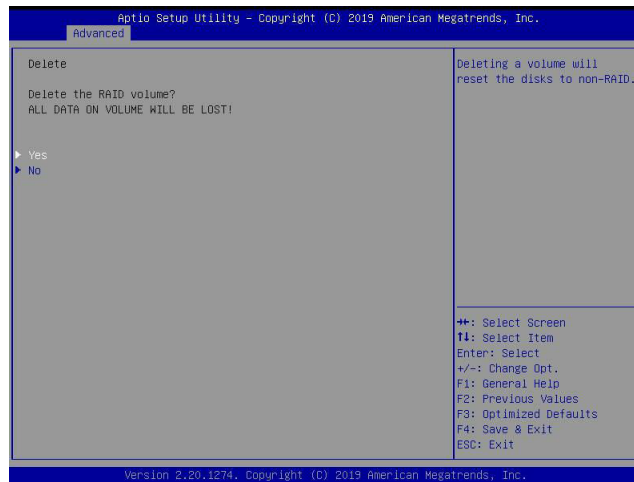 Aptio Setup Utility – Copyright (C) 2019 American Megatrends, Inc.
Advanced
Delete
Delete the RAID volume?
ALL DATA ON VOLUME WILL BE LOST!
Yes
No
Deleting a volume will
reset the disks to non-RAID.
→←: Select Screen
↑↓: Select Item
Enter: Select
+/-: Change Opt.
F1: General Help
F2: Previous Values
F3: Optimized Defaults
F4: Save & Exit
ESC: Exit
Version 2.20.1274. Copyright (C) 2019 American Megatrends, Inc.